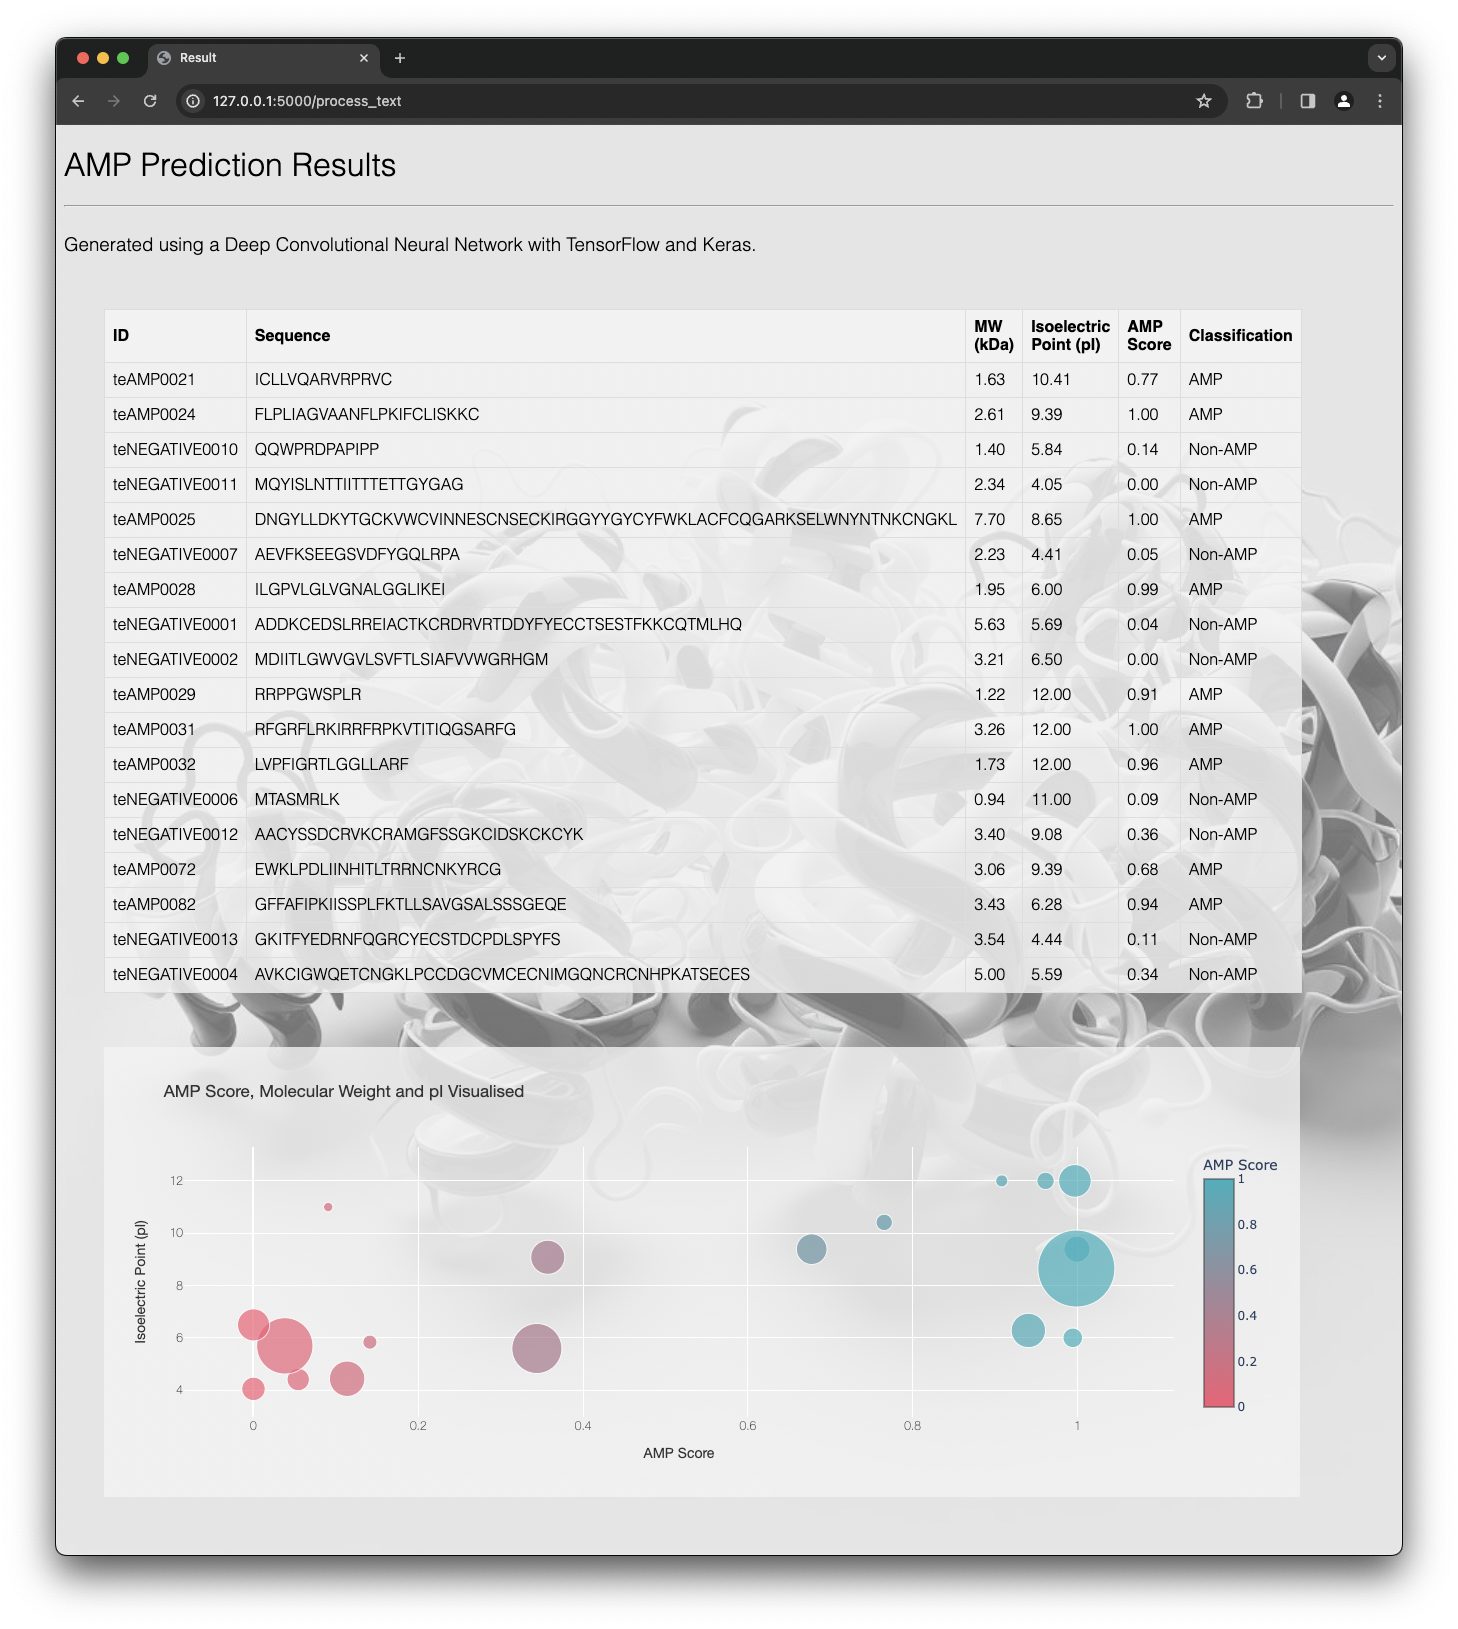 Result
127.0.0.1:5000/process_text
AMP Prediction Results
Generated using a Deep Convolutional Neural Network with TensorFlow and Keras.
ID Sequence MW (kDa) Isoelectric Point (pI) AMP Score Classification
teAMP0021 ICLLVQARVRPRVC 1.63 10.41 0.77 AMP
teAMP0024 FLPLIAGVAANFLPKIFCLISKKC 2.61 9.39 1.00 AMP
teNEGATIVE0010 QQWPRDPAPIPP 1.40 5.84 0.14 Non-AMP
teNEGATIVE0011 MQYISLNTTIITTTETTGYGAG 2.34 4.05 0.00 Non-AMP
teAMP0025 DNGYLLDKYTGCKVWCVINNESCNSECKIRGGYYGYCYFWKLACFCQGARKSELWNYNTNKCNGKL 7.70 8.65 1.00 AMP
teNEGATIVE0007 AEVFKSEEGSVDFYGQLRPA 2.23 4.41 0.05 Non-AMP
teAMP0028 ILGPVLGLVGNALGGLIKEI 1.95 6.00 0.99 AMP
teNEGATIVE0001 ADDKCEDSLRREIACTKCRDRVRTDDYFYECCTSESTFKKCQTMLHQ 5.63 5.69 0.04 Non-AMP
teNEGATIVE0002 MDIITLGWVGVLSVFTLSIAFVVWGRHGM 3.21 6.50 0.00 Non-AMP
teAMP0029 RRPPGWSPLR 1.22 12.00 0.91 AMP
teAMP0031 RFGRFLRKIRRFRPKVTITIQGSARFG 3.26 12.00 1.00 AMP
teAMP0032 LVPFIGRTLGGLLARF 1.73 12.00 0.96 AMP
teNEGATIVE0006 MTASMRLK 0.94 11.00 0.09 Non-AMP
teNEGATIVE0012 AACYSSDCRVKCRAMGFSSGKCIDSKCKCYK 3.40 9.08 0.36 Non-AMP
teAMP0072 EWKLPDLIINHITLTRRNCNKYRCG 3.06 9.39 0.68 AMP
teAMP0082 GFFAFIPKIISSPLFKTLLSAVGSALSSSGEQE 3.43 6.28 0.94 AMP
teNEGATIVE0013 GKITFYEDRNFQGRCYECSTDCPDLSPYFS 3.54 4.44 0.11 Non-AMP
teNEGATIVE0004 AVKCIGWQETCNGKLPCCDGCVMCECNIMGQNCRCNHPKATSECES 5.00 5.59 0.34 Non-AMP
AMP Score, Molecular Weight and pI Visualised
Isoelectric Point (pI)
12
10
8
6
4
0 0.2 0.4 0.6 0.8 1
AMP Score
AMP Score
1
0.8
0.6
0.4
0.2
0